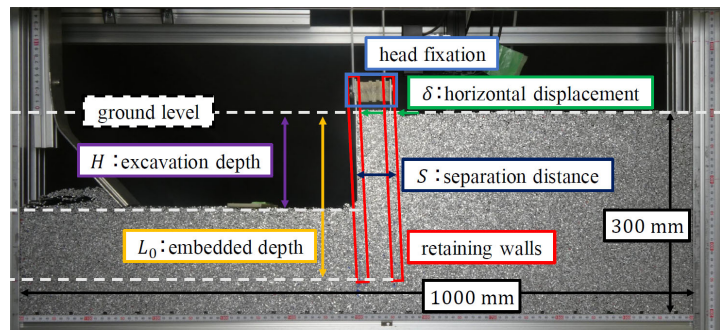 head fixation
δ：horizontal displacement
ground level
H：excavation depth
S：separation distance
300 mm
L₀：embedded depth
retaining walls
1000 mm